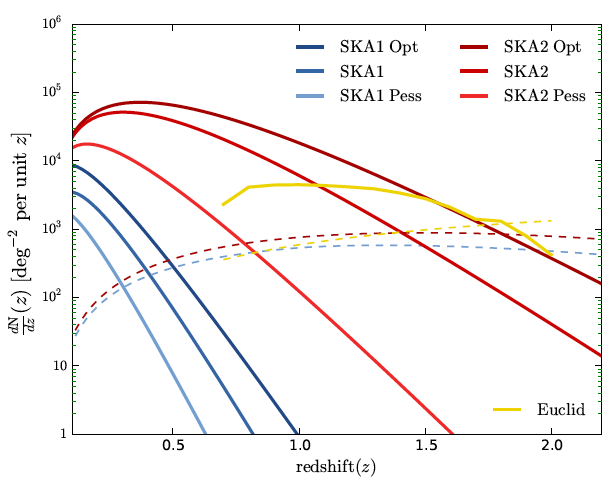 10^6
10^5
10^4
10^3
10^2
10
1
dN/dz (z) [deg^-2 per unit z]
SKA1 Opt
SKA1
SKA1 Pess
SKA2 Opt
SKA2
SKA2 Pess
Euclid
0.5 1.0 1.5 2.0
redshift(z)